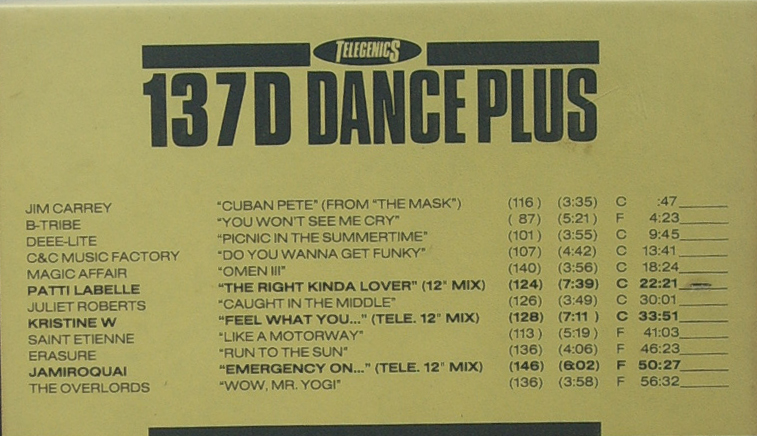 TELEGENICS
137D DANCE PLUS
JIM CARREY "CUBAN PETE" (FROM "THE MASK") (116) (3:35) C :47
B-TRIBE "YOU WON'T SEE ME CRY" ( 87) (5:21) F 4:23
DEEE-LITE "PICNIC IN THE SUMMERTIME" (101) (3:55) C 9:45
C&C MUSIC FACTORY "DO YOU WANNA GET FUNKY" (107) (4:42) C 13:41
MAGIC AFFAIR "OMEN III" (140) (3:56) C 18:24
PATTI LABELLE "THE RIGHT KINDA LOVER" (12" MIX) (124) (7:39) C 22:21
JULIET ROBERTS "CAUGHT IN THE MIDDLE" (126) (3:49) C 30:01
KRISTINE W "FEEL WHAT YOU..." (TELE. 12" MIX) (128) (7:11 ) C 33:51
SAINT ETIENNE "LIKE A MOTORWAY" (113 ) (5:19 ) F 41:03
ERASURE "RUN TO THE SUN" (136) (4:06) F 46:23
JAMIROQUAI "EMERGENCY ON..." (TELE. 12" MIX) (146) (6:02) F 50:27
THE OVERLORDS "WOW, MR. YOGI" (136) (3:58) F 56:32